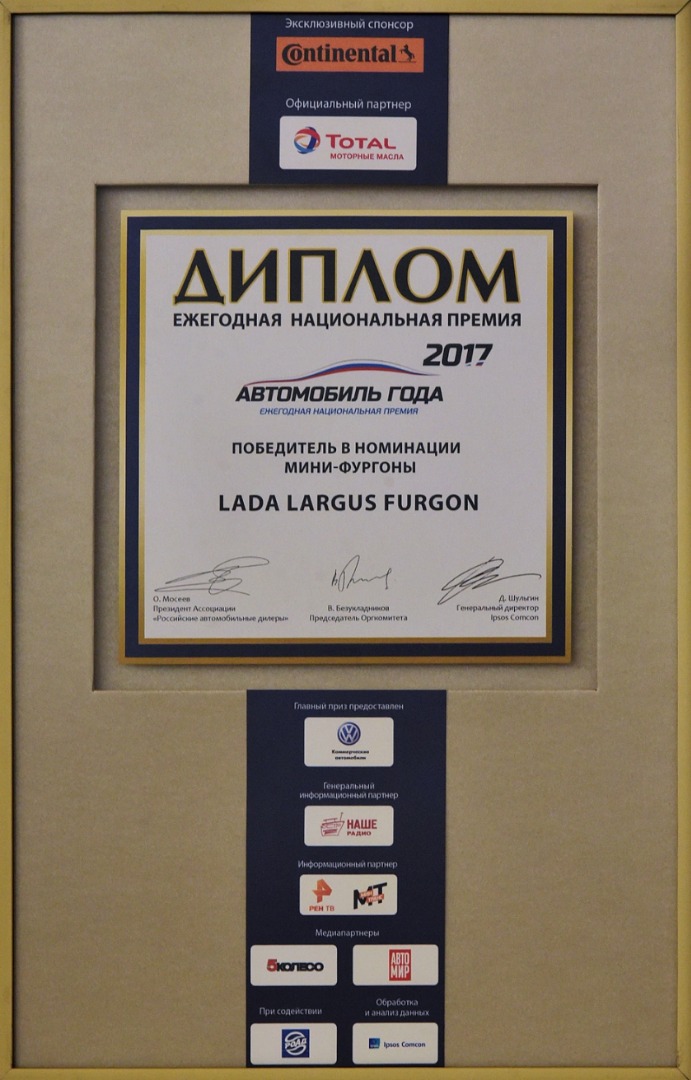 Эксклюзивный спонсор
Continental
Официальный партнер
TOTAL
МОТОРНЫЕ МАСЛА
ДИПЛОМ
ЕЖЕГОДНАЯ НАЦИОНАЛЬНАЯ ПРЕМИЯ
2017
АВТОМОБИЛЬ ГОДА
ЕЖЕГОДНАЯ НАЦИОНАЛЬНАЯ ПРЕМИЯ
ПОБЕДИТЕЛЬ В НОМИНАЦИИ
МИНИ-ФУРГОНЫ
LADA LARGUS FURGON
О. Мосеев
Президент Ассоциации
«Российские автомобильные дилеры»
В. Безукладников
Председатель Оргкомитета
Д. Шульгин
Генеральный директор
Ipsos Comcon
Главный приз предоставлен
Коммерческие
автомобили
Генеральный
информационный партнер
НАШЕ
РАДИО
Информационный партнер
РЕН ТВ
МТ
Медиапартнеры
5КОЛЕСО
АВТО
МИР
При содействии
РОАД
Обработка
и анализ данных
Ipsos Comcon